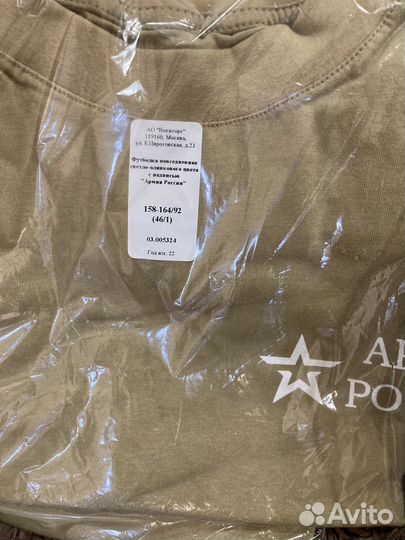 АО "Военторг"
119160, Москва,
ул. Б.Пироговская, д.23
Футболка повседневная
светло-оливкового цвета
с надписью
"Армия России"
158-164/92
(46/1)
03.005324
Год изг. 22
АР
РО
Avito